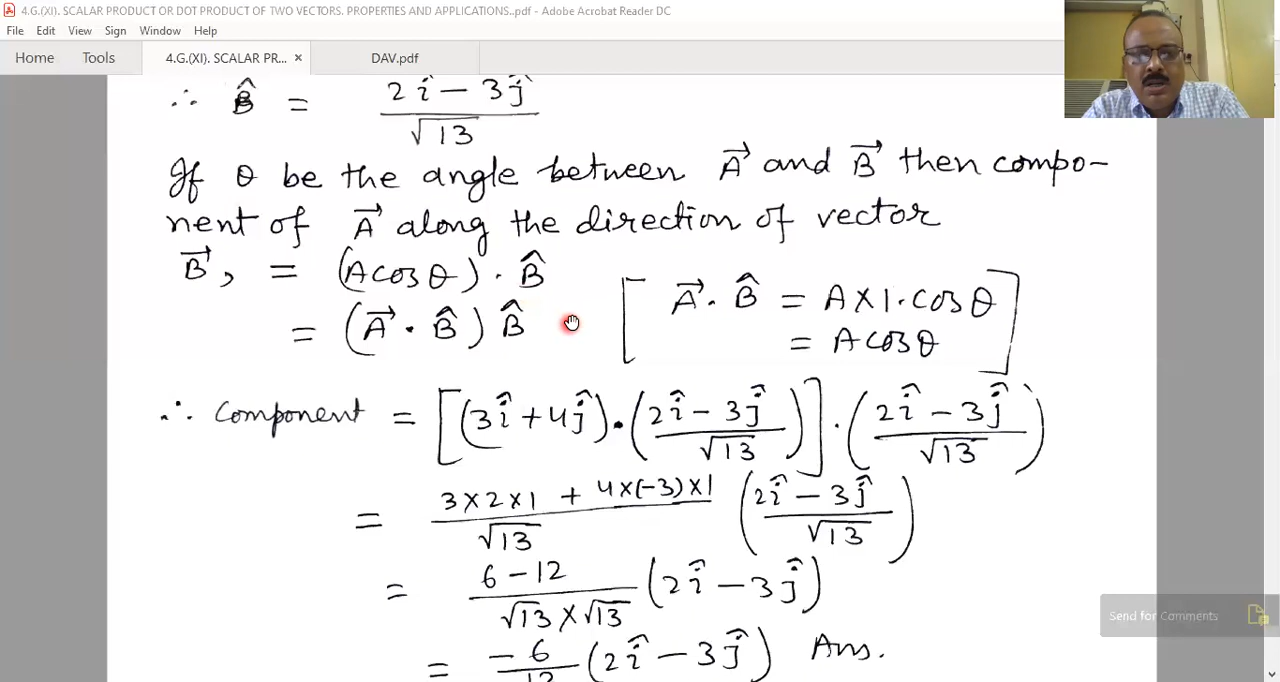 4.G.(XI). SCALAR PRODUCT OR DOT PRODUCT OF TWO VECTORS. PROPERTIES AND APPLICATIONS..pdf - Adobe Acrobat Reader DC
File Edit View Sign Window Help
Home Tools 4.G.(XI). SCALAR PR... × DAV.pdf
∴ B̂ = (2î − 3ĵ)/√13
If θ be the angle between A⃗ and B⃗ then compo-
nent of A⃗ along the direction of vector
B⃗, = (A cos θ) · B̂
= (A⃗ · B̂) B̂
[A⃗ · B̂ = A×1·cos θ
= A cos θ]
∴ Component = [(3î + 4ĵ)·((2î − 3ĵ)/√13)]·((2î − 3ĵ)/√13)
= (3×2×1 + 4×(−3)×1)/√13 ((2î − 3ĵ)/√13)
= (6 − 12)/(√13 × √13) (2î − 3ĵ)
= −6/13 (2î − 3ĵ) Ans.
Send for Comments